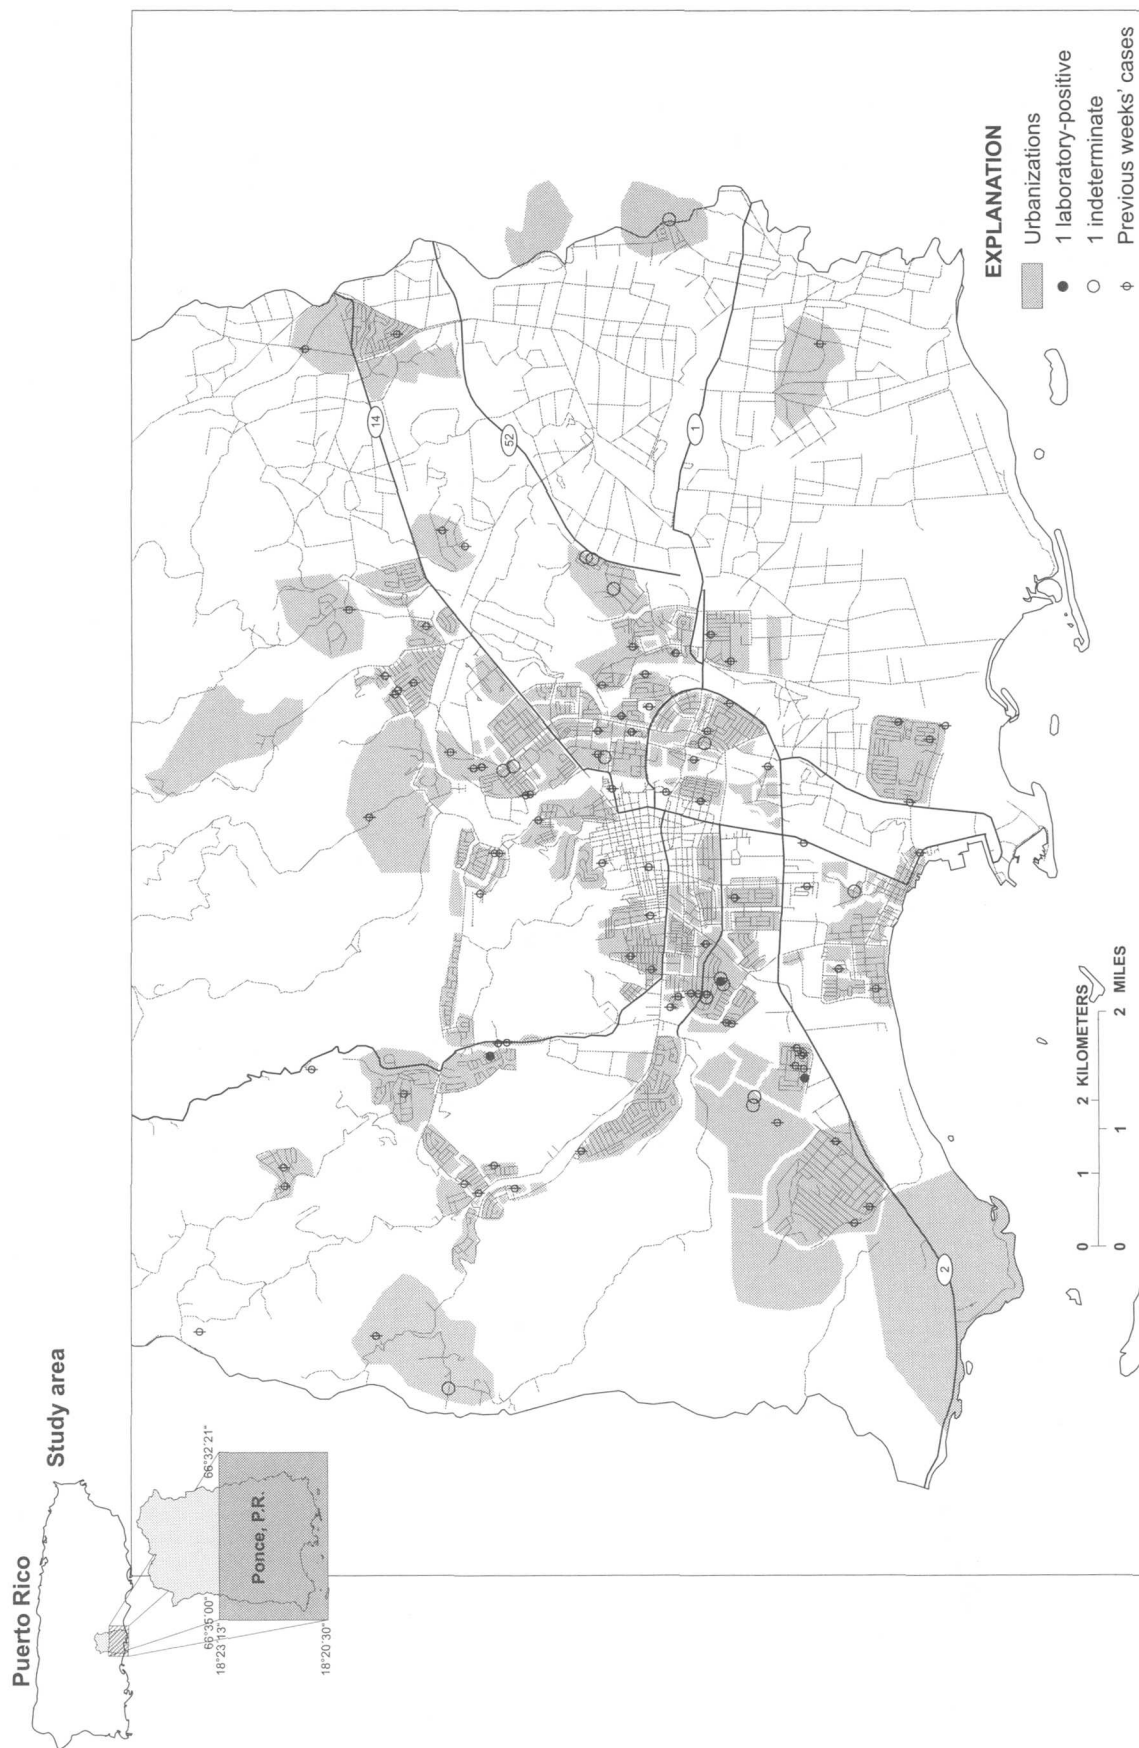 Puerto Rico
Study area
66°35'00"
66°32'21"
18°23'13"
Ponce, P.R.
18°20'30"
14
52
1
2
EXPLANATION
Urbanizations
1 laboratory-positive
1 indeterminate
Previous weeks' cases
0 1 2 KILOMETERS
0 1 2 MILES